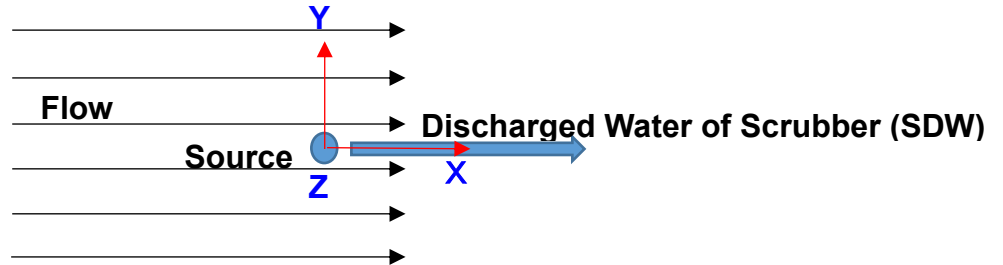 Y
Flow
Discharged Water of Scrubber (SDW)
Source
X
Z